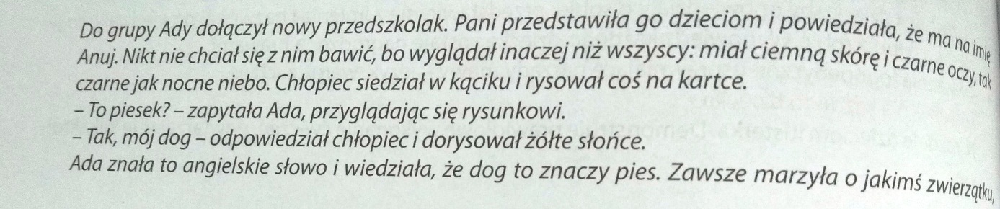 Do grupy Ady dołączył nowy przedszkolak. Pani przedstawiła go dzieciom i powiedziała, że ma na imię
Anuj. Nikt nie chciał się z nim bawić, bo wyglądał inaczej niż wszyscy: miał ciemną skórę i czarne oczy, tak
czarne jak nocne niebo. Chłopiec siedział w kąciku i rysował coś na kartce.
– To piesek? – zapytała Ada, przyglądając się rysunkowi.
– Tak, mój dog – odpowiedział chłopiec i dorysował żółte słońce.
Ada znała to angielskie słowo i wiedziała, że dog to znaczy pies. Zawsze marzyła o jakimś zwierzątku,